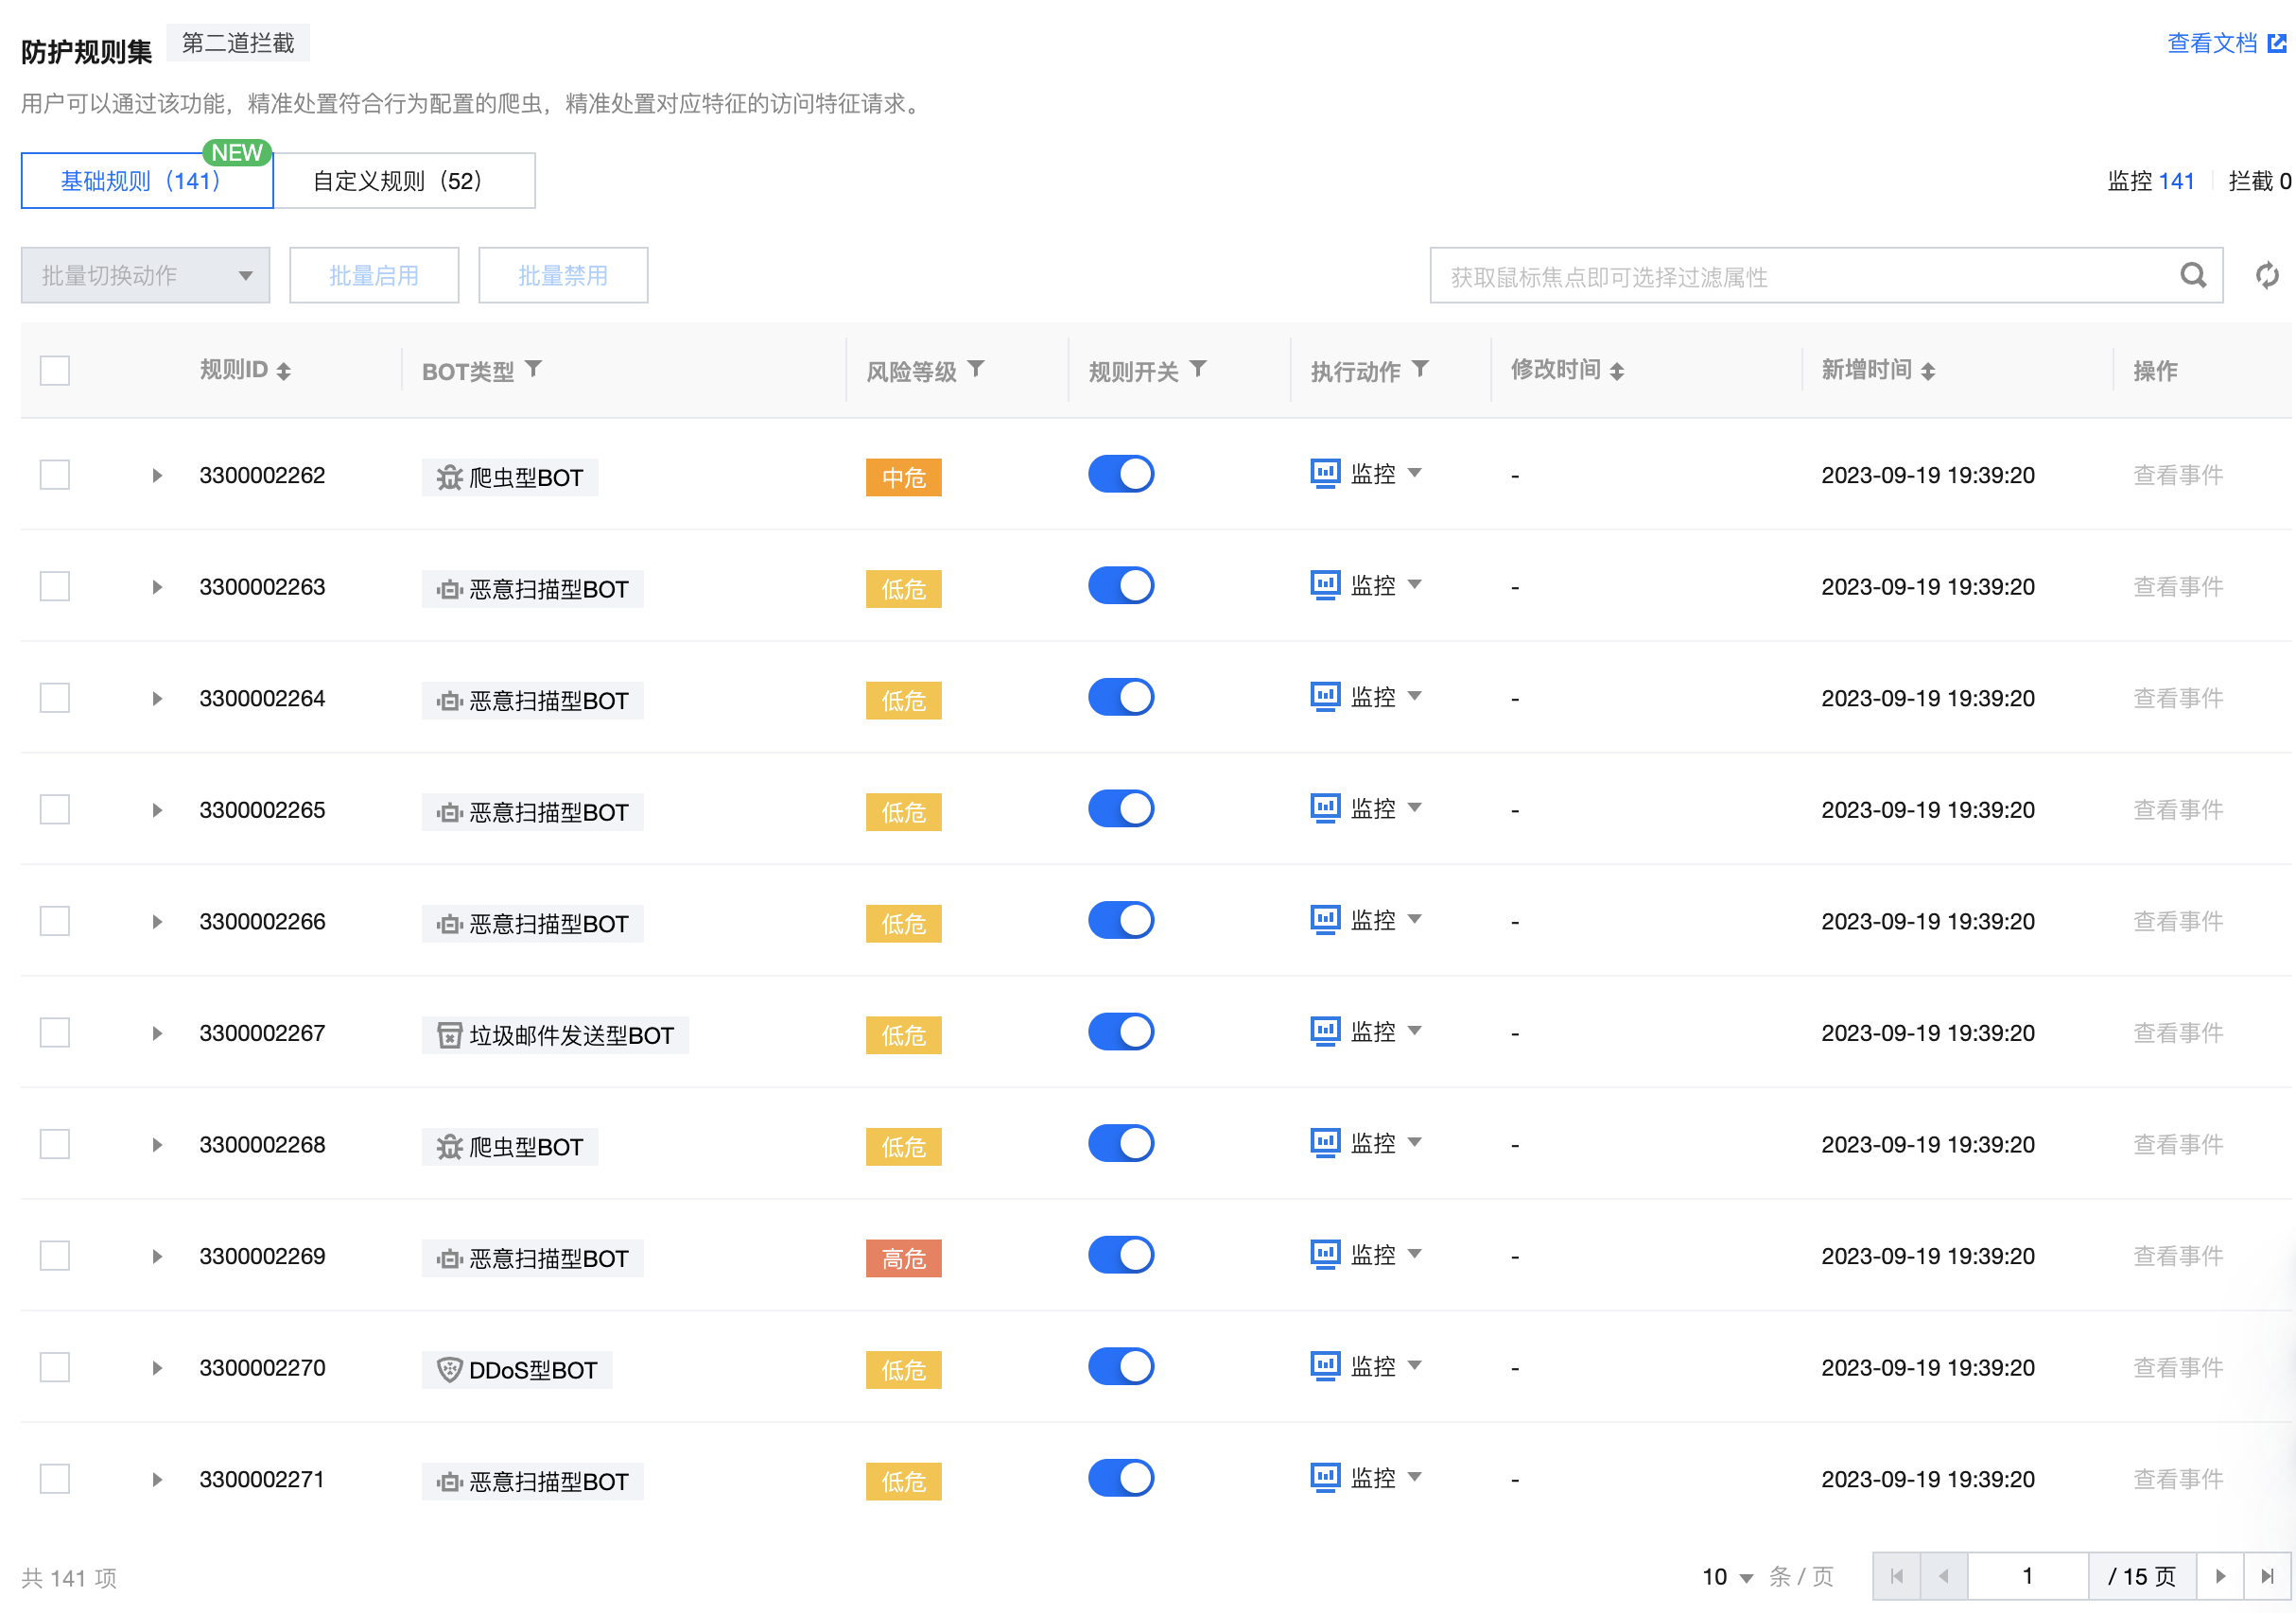 防护规则集 第二道拦截 查看文档
用户可以通过该功能，精准处置符合行为配置的爬虫，精准处置对应特征的访问特征请求。
NEW
基础规则（141） 自定义规则（52） 监控 141 拦截 0
批量切换动作 批量启用 批量禁用 获取鼠标焦点即可选择过滤属性
规则ID BOT类型 风险等级 规则开关 执行动作 修改时间 新增时间 操作
3300002262 爬虫型BOT 中危 监控 - 2023-09-19 19:39:20 查看事件
3300002263 恶意扫描型BOT 低危 监控 - 2023-09-19 19:39:20 查看事件
3300002264 恶意扫描型BOT 低危 监控 - 2023-09-19 19:39:20 查看事件
3300002265 恶意扫描型BOT 低危 监控 - 2023-09-19 19:39:20 查看事件
3300002266 恶意扫描型BOT 低危 监控 - 2023-09-19 19:39:20 查看事件
3300002267 垃圾邮件发送型BOT 低危 监控 - 2023-09-19 19:39:20 查看事件
3300002268 爬虫型BOT 低危 监控 - 2023-09-19 19:39:20 查看事件
3300002269 恶意扫描型BOT 高危 监控 - 2023-09-19 19:39:20 查看事件
3300002270 DDoS型BOT 低危 监控 - 2023-09-19 19:39:20 查看事件
3300002271 恶意扫描型BOT 低危 监控 - 2023-09-19 19:39:20 查看事件
共 141 项 10 条 / 页 1 / 15 页